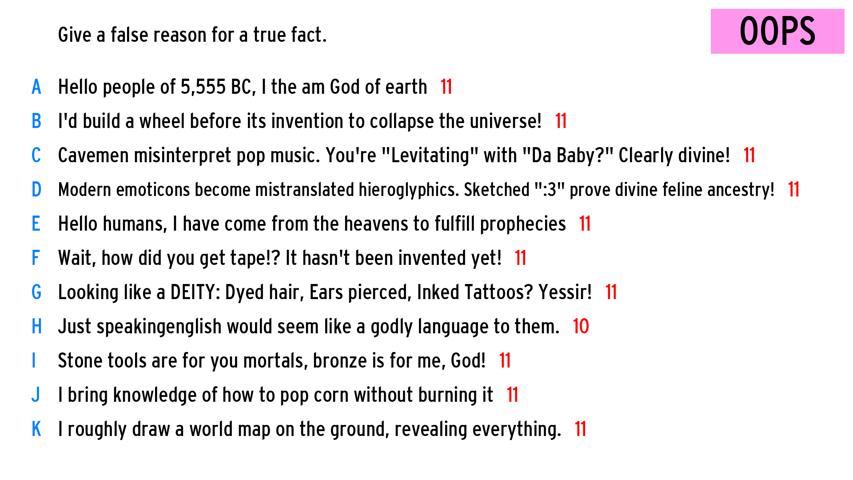 Give a false reason for a true fact.
OOPS
A Hello people of 5,555 BC, I the am God of earth 11
B I'd build a wheel before its invention to collapse the universe! 11
C Cavemen misinterpret pop music. You're "Levitating" with "Da Baby?" Clearly divine! 11
D Modern emoticons become mistranslated hieroglyphics. Sketched ":3" prove divine feline ancestry! 11
E Hello humans, I have come from the heavens to fulfill prophecies 11
F Wait, how did you get tape!? It hasn't been invented yet! 11
G Looking like a DEITY: Dyed hair, Ears pierced, Inked Tattoos? Yessir! 11
H Just speakingenglish would seem like a godly language to them. 10
I Stone tools are for you mortals, bronze is for me, God! 11
J I bring knowledge of how to pop corn without burning it 11
K I roughly draw a world map on the ground, revealing everything. 11